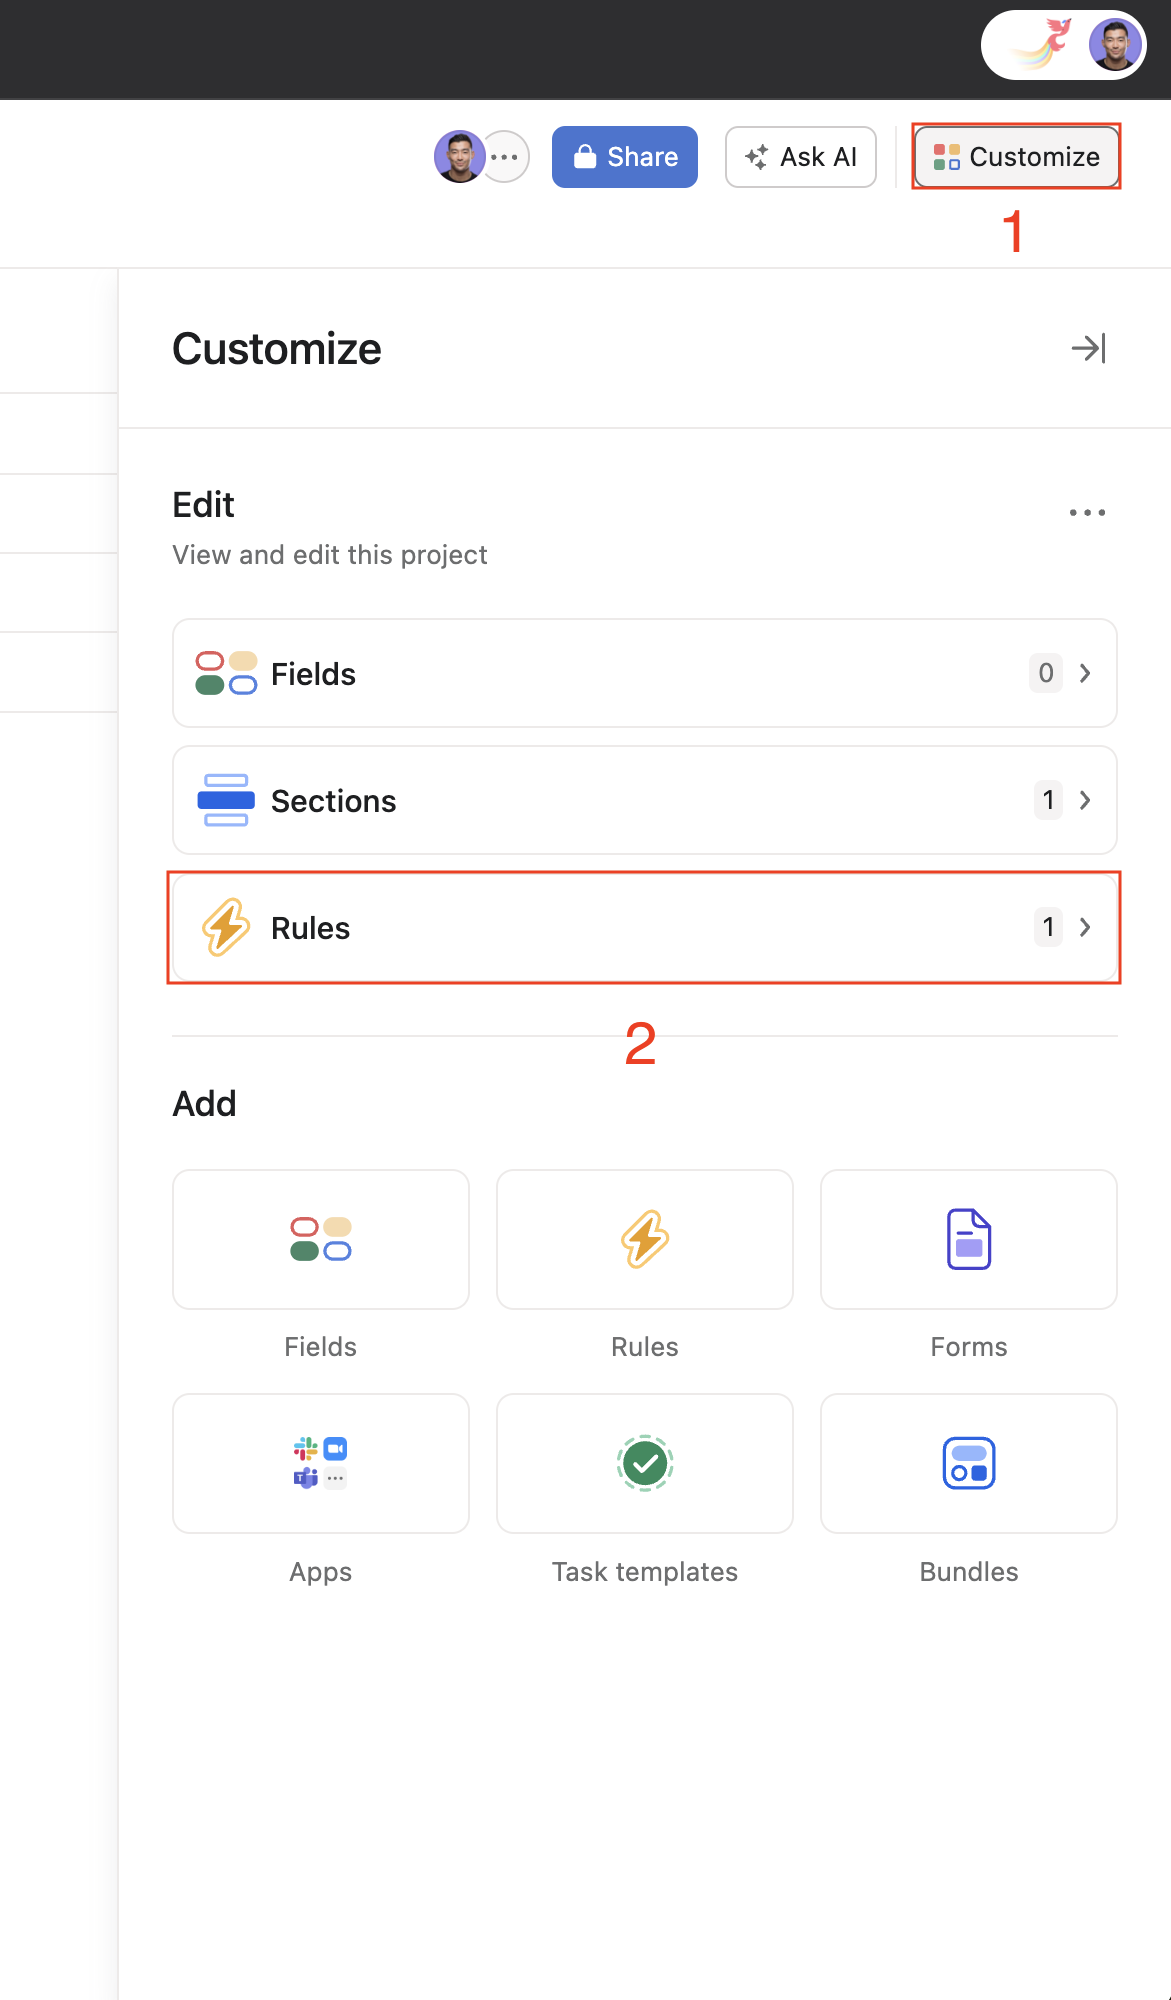 Share
Ask AI
Customize
1
Customize
Edit
View and edit this project
Fields 0
Sections 1
Rules 1
2
Add
Fields Rules Forms
Apps Task templates Bundles